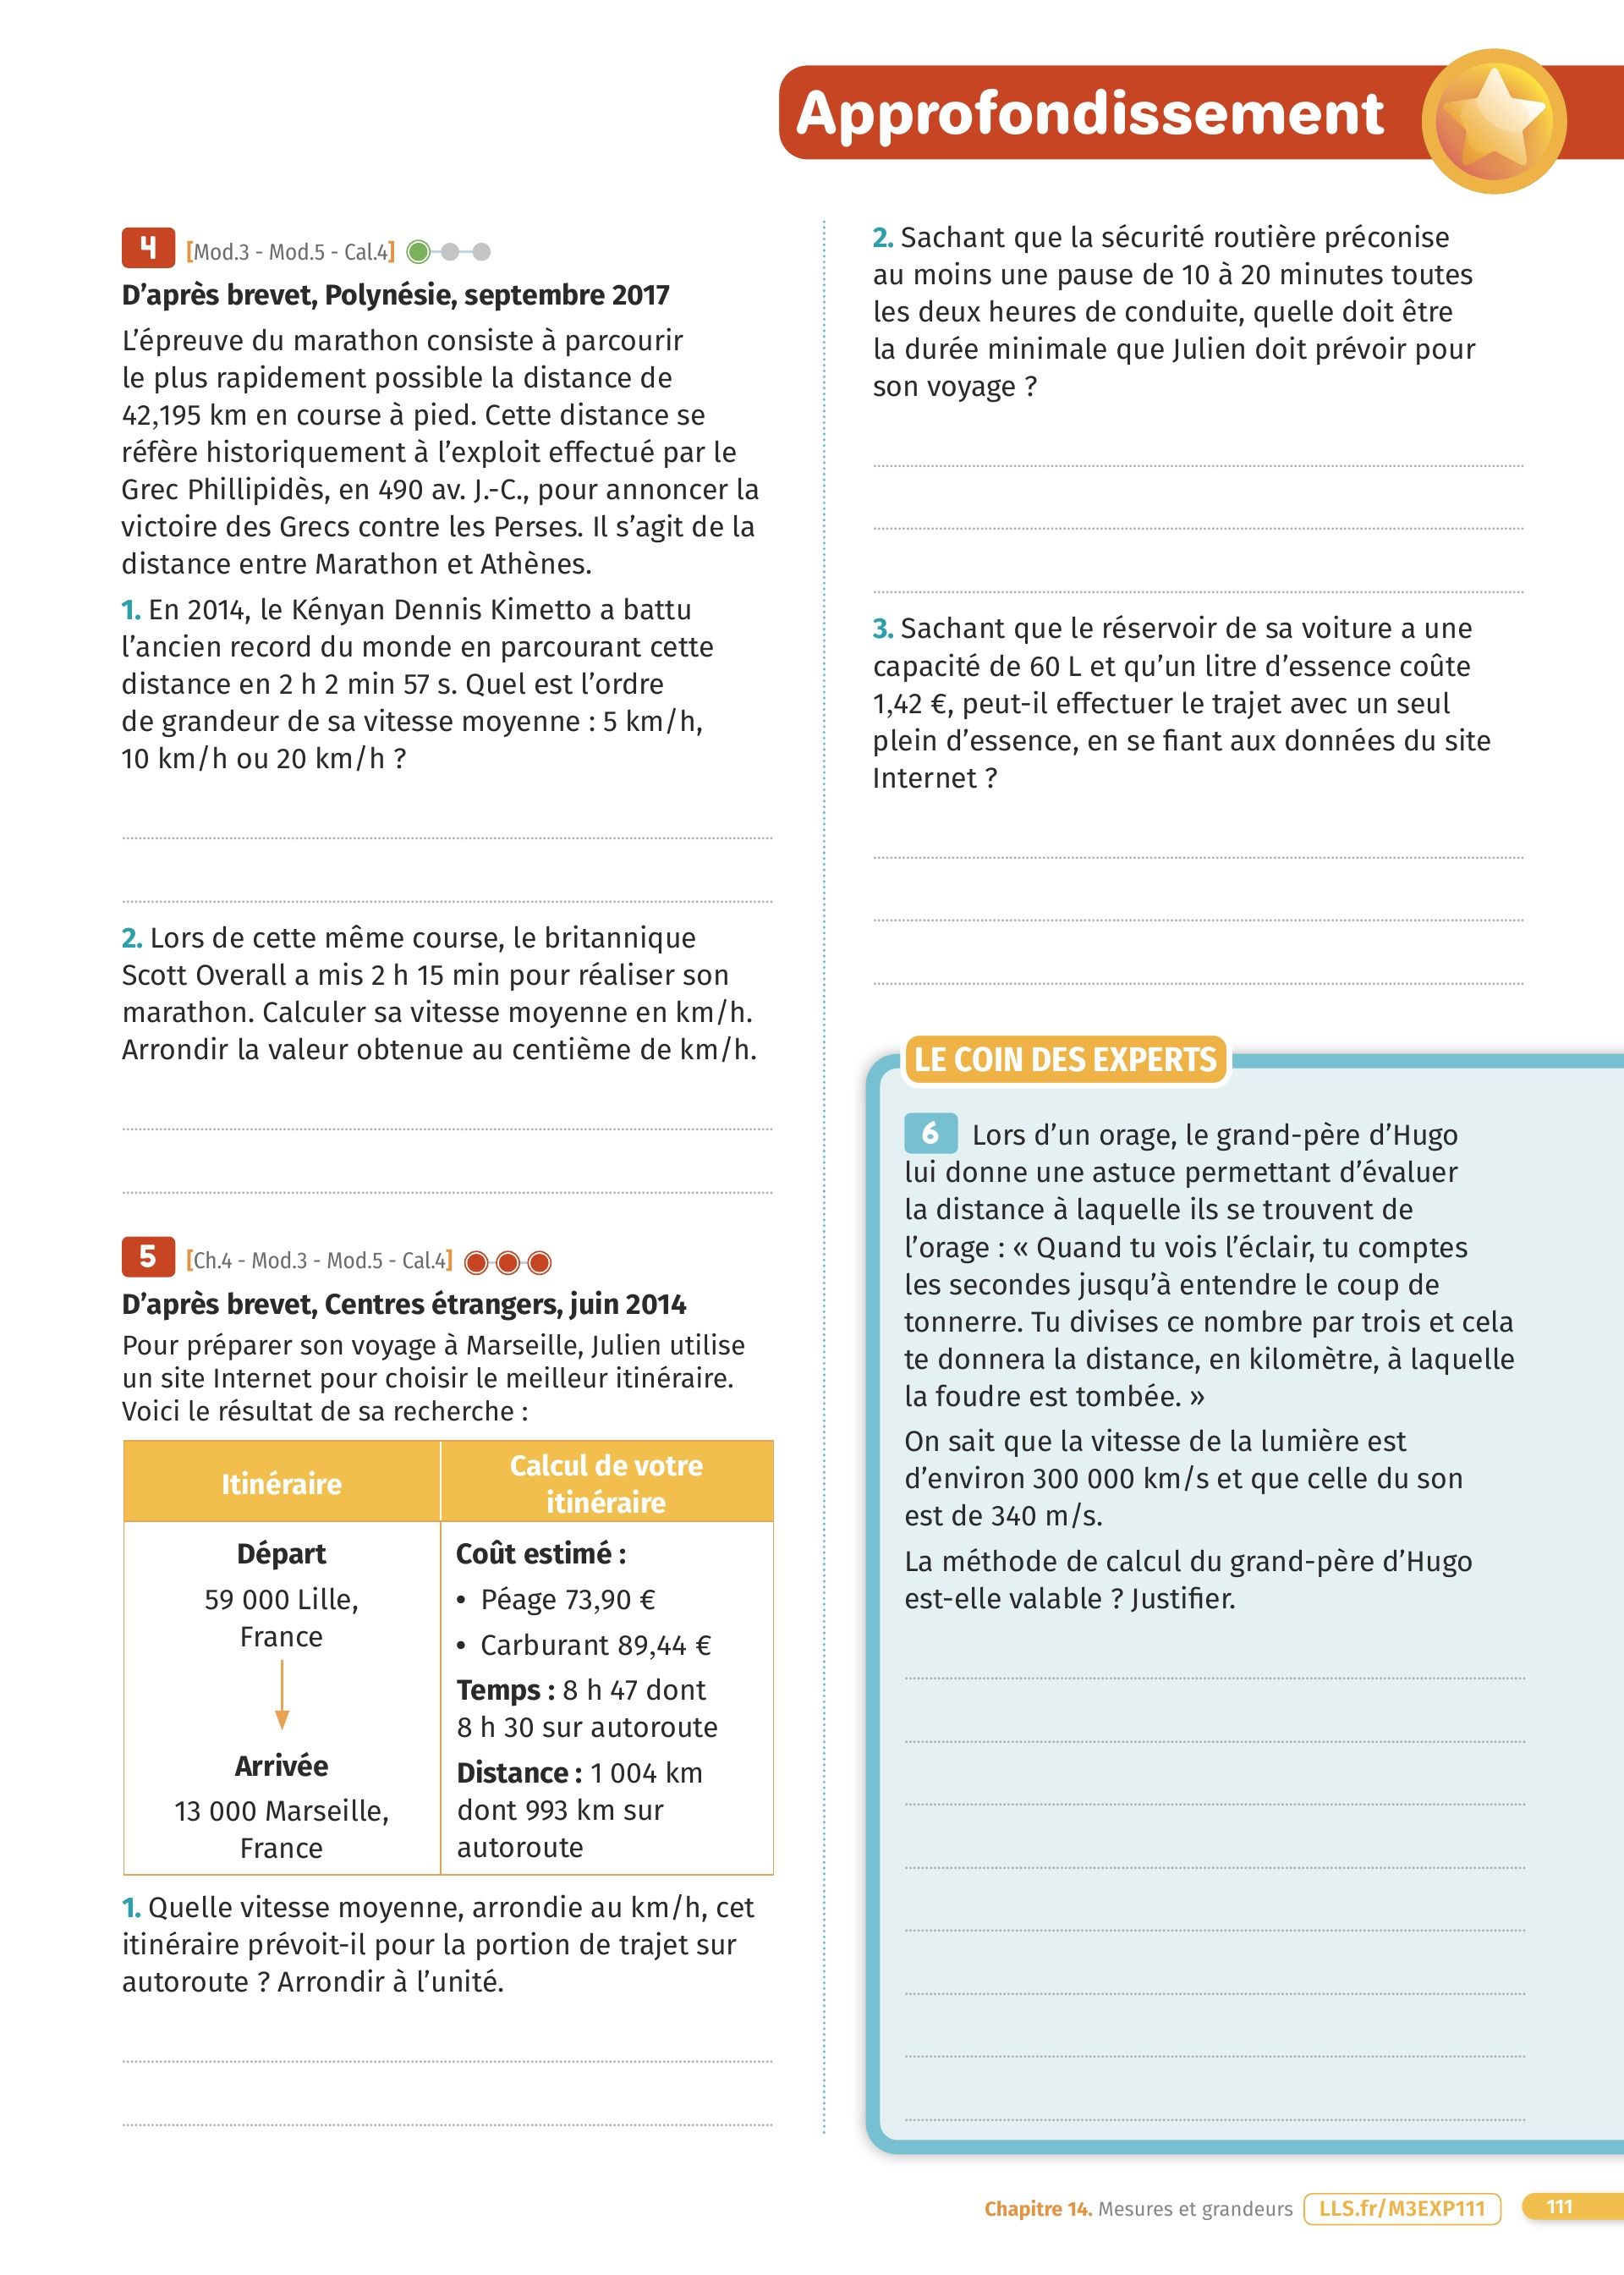 Approfondissement
4 [Mod.3 - Mod.5 - Cal.4]
D’après brevet, Polynésie, septembre 2017
L’épreuve du marathon consiste à parcourir
le plus rapidement possible la distance de
42,195 km en course à pied. Cette distance se
réfère historiquement à l’exploit effectué par le
Grec Phillipidès, en 490 av. J.-C., pour annoncer la
victoire des Grecs contre les Perses. Il s’agit de la
distance entre Marathon et Athènes.
1. En 2014, le Kényan Dennis Kimetto a battu
l’ancien record du monde en parcourant cette
distance en 2 h 2 min 57 s. Quel est l’ordre
de grandeur de sa vitesse moyenne : 5 km/h,
10 km/h ou 20 km/h ?
2. Lors de cette même course, le britannique
Scott Overall a mis 2 h 15 min pour réaliser son
marathon. Calculer sa vitesse moyenne en km/h.
Arrondir la valeur obtenue au centième de km/h.
5 [Ch.4 - Mod.3 - Mod.5 - Cal.4]
D’après brevet, Centres étrangers, juin 2014
Pour préparer son voyage à Marseille, Julien utilise
un site Internet pour choisir le meilleur itinéraire.
Voici le résultat de sa recherche :
Itinéraire
Calcul de votre
itinéraire
Départ
59 000 Lille,
France
Arrivée
13 000 Marseille,
France
Coût estimé :
• Péage 73,90 €
• Carburant 89,44 €
Temps : 8 h 47 dont
8 h 30 sur autoroute
Distance : 1 004 km
dont 993 km sur
autoroute
1. Quelle vitesse moyenne, arrondie au km/h, cet
itinéraire prévoit-il pour la portion de trajet sur
autoroute ? Arrondir à l’unité.
2. Sachant que la sécurité routière préconise
au moins une pause de 10 à 20 minutes toutes
les deux heures de conduite, quelle doit être
la durée minimale que Julien doit prévoir pour
son voyage ?
3. Sachant que le réservoir de sa voiture a une
capacité de 60 L et qu’un litre d’essence coûte
1,42 €, peut-il effectuer le trajet avec un seul
plein d’essence, en se fiant aux données du site
Internet ?
LE COIN DES EXPERTS
6 Lors d’un orage, le grand-père d’Hugo
lui donne une astuce permettant d’évaluer
la distance à laquelle ils se trouvent de
l’orage : « Quand tu vois l’éclair, tu comptes
les secondes jusqu’à entendre le coup de
tonnerre. Tu divises ce nombre par trois et cela
te donnera la distance, en kilomètre, à laquelle
la foudre est tombée. »
On sait que la vitesse de la lumière est
d’environ 300 000 km/s et que celle du son
est de 340 m/s.
La méthode de calcul du grand-père d’Hugo
est-elle valable ? Justifier.
Chapitre 14. Mesures et grandeurs LLS.fr/M3EXP111 111